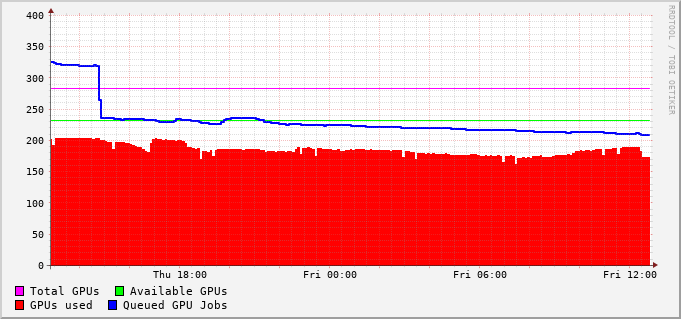 RRDTOOL / TOBI OETIKER
400
350
300
250
200
150
100
50
0
Thu 18:00 Fri 00:00 Fri 06:00 Fri 12:00
Total GPUs Available GPUs
GPUs used Queued GPU Jobs